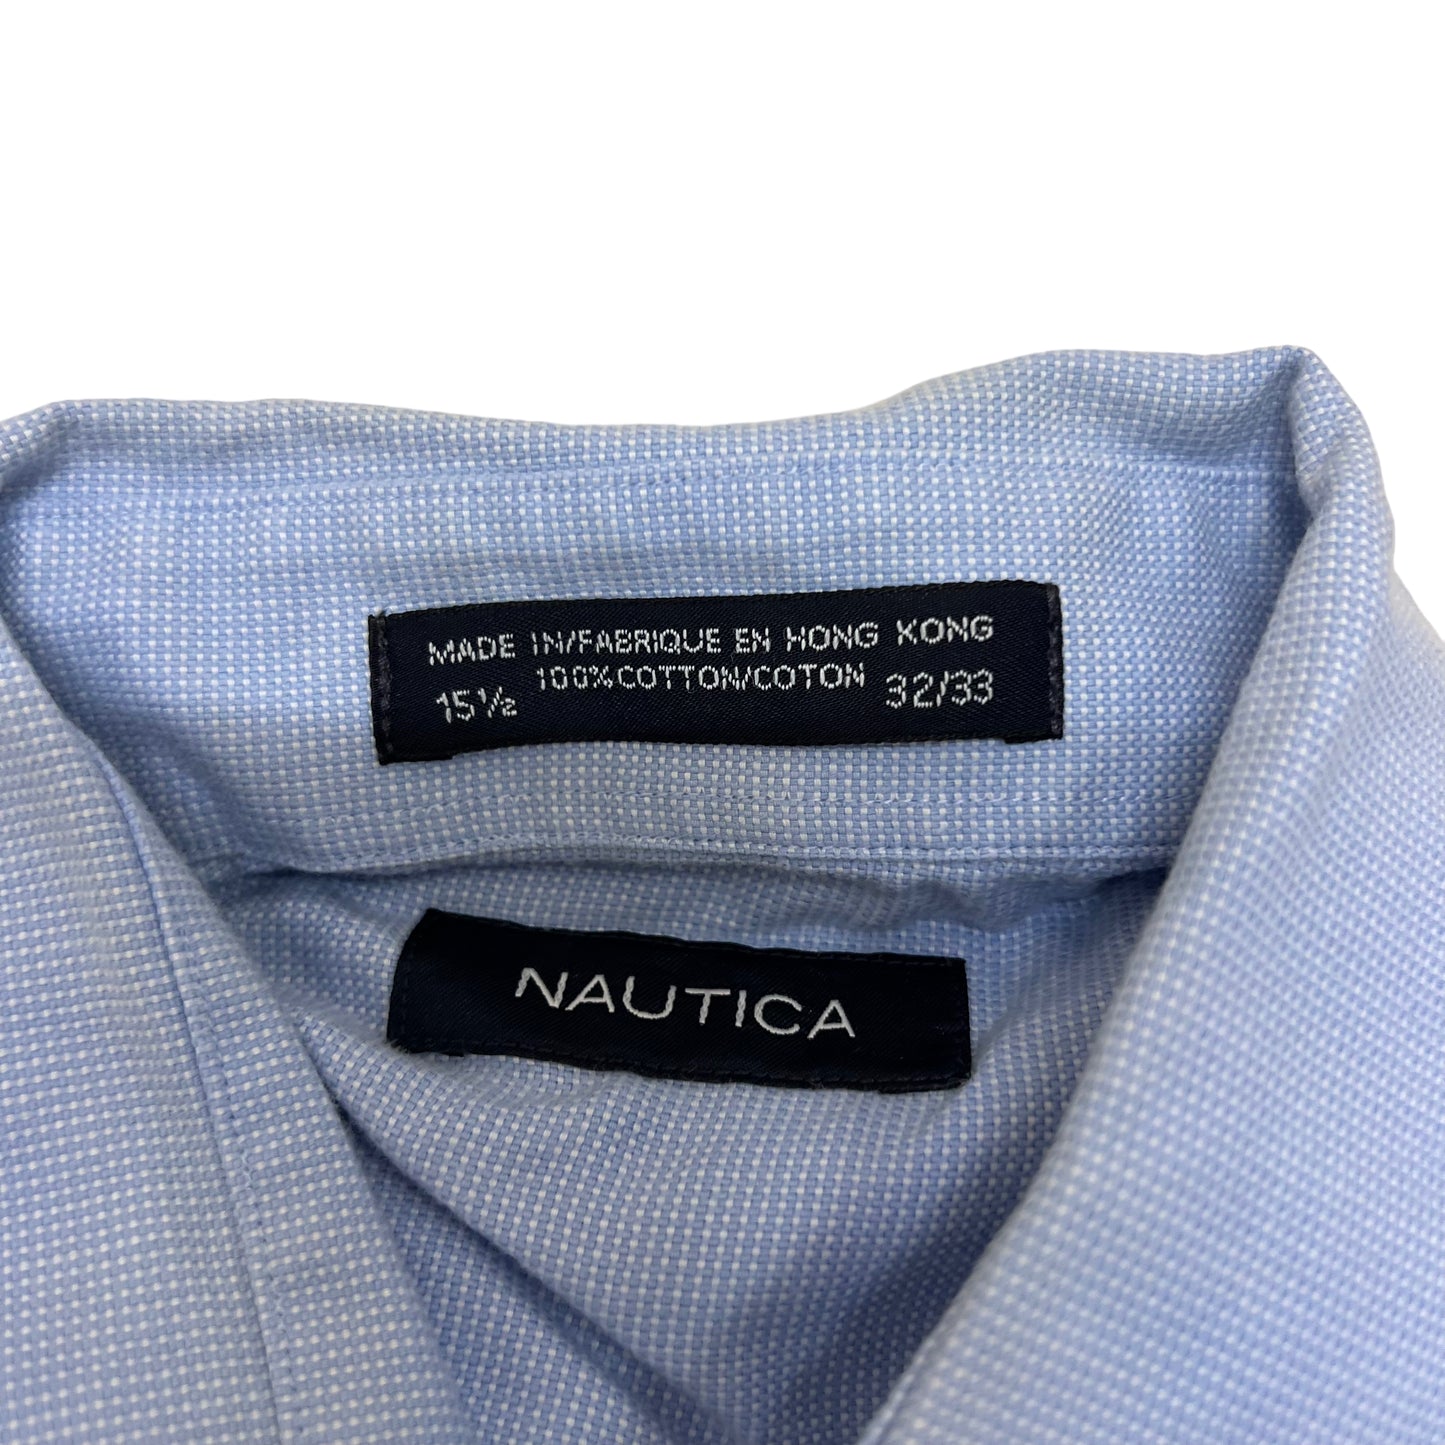 MADE IN/FABRIQUE EN HONG KONG
100% COTTON/COTON
15½ 32/33
NAUTICA